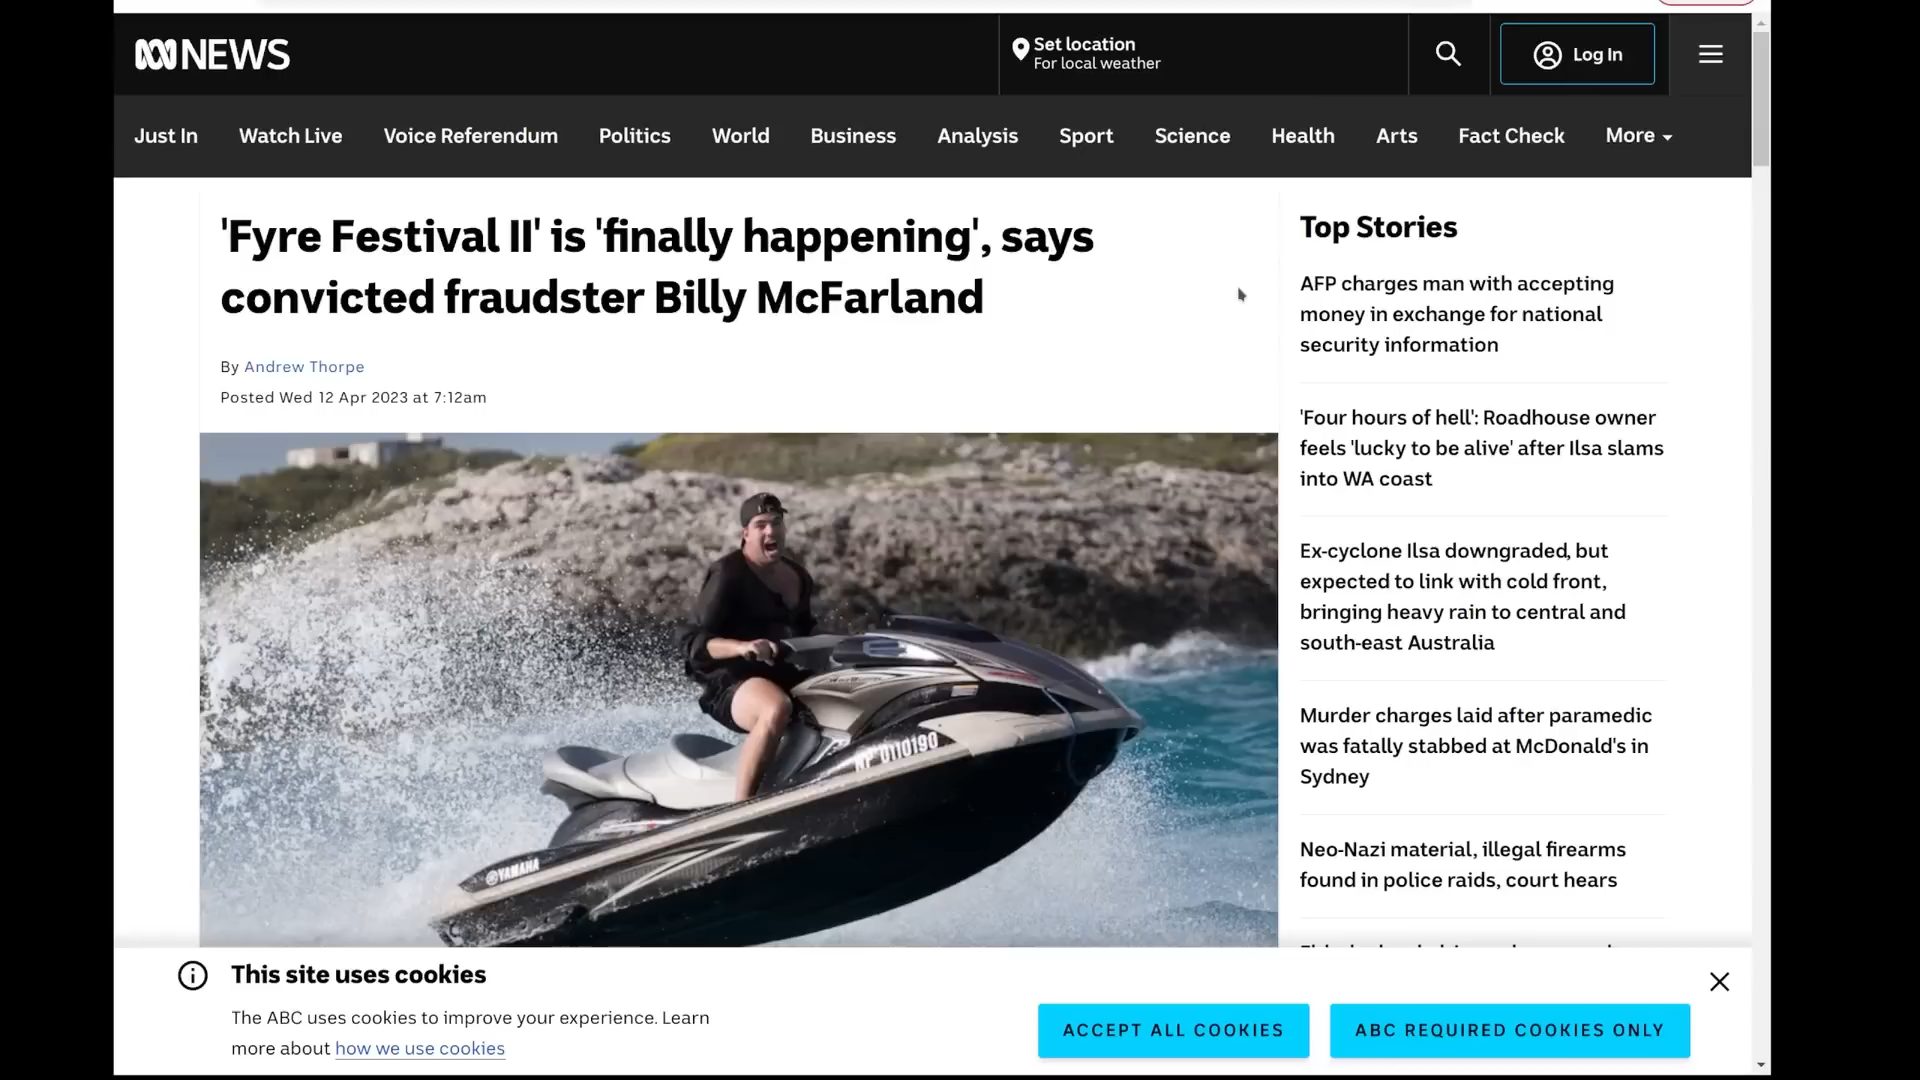 NEWS
Set location
For local weather
Log In
Just In
Watch Live
Voice Referendum
Politics
World
Business
Analysis
Sport
Science
Health
Arts
Fact Check
More
'Fyre Festival II' is 'finally happening', says
convicted fraudster Billy McFarland
By Andrew Thorpe
Posted Wed 12 Apr 2023 at 7:12am
YAMAHA
Top Stories
AFP charges man with accepting
money in exchange for national
security information
'Four hours of hell': Roadhouse owner
feels 'lucky to be alive' after Ilsa slams
into WA coast
Ex-cyclone Ilsa downgraded, but
expected to link with cold front,
bringing heavy rain to central and
south-east Australia
Murder charges laid after paramedic
was fatally stabbed at McDonald's in
Sydney
Neo-Nazi material, illegal firearms
found in police raids, court hears
This site uses cookies
The ABC uses cookies to improve your experience. Learn
more about how we use cookies
ACCEPT ALL COOKIES
ABC REQUIRED COOKIES ONLY